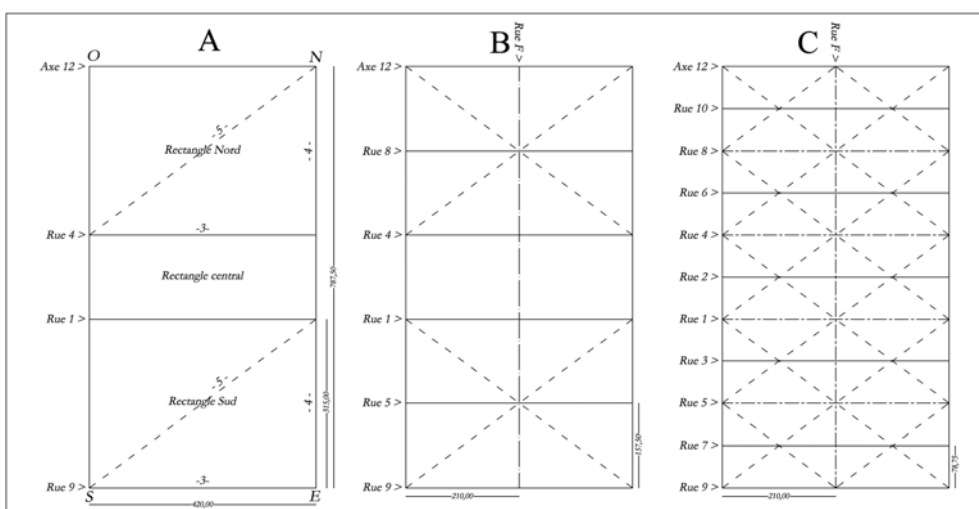 A
O
N
Axe 12 >
- 5 -
Rectangle Nord
- 4 -
Rue 4 >
-3-
Rectangle central
787,50
Rue 1 >
- 5 -
Rectangle Sud
- 4 -
315,00
Rue 9 >
-3-
S
E
420,00
B
Rue F >
Axe 12 >
Rue 8 >
Rue 4 >
Rue 1 >
Rue 5 >
157,50
Rue 9 >
210,00
C
Rue F >
Axe 12 >
Rue 10 >
Rue 8 >
Rue 6 >
Rue 4 >
Rue 2 >
Rue 1 >
Rue 3 >
Rue 5 >
Rue 7 >
78,75
Rue 9 >
210,00